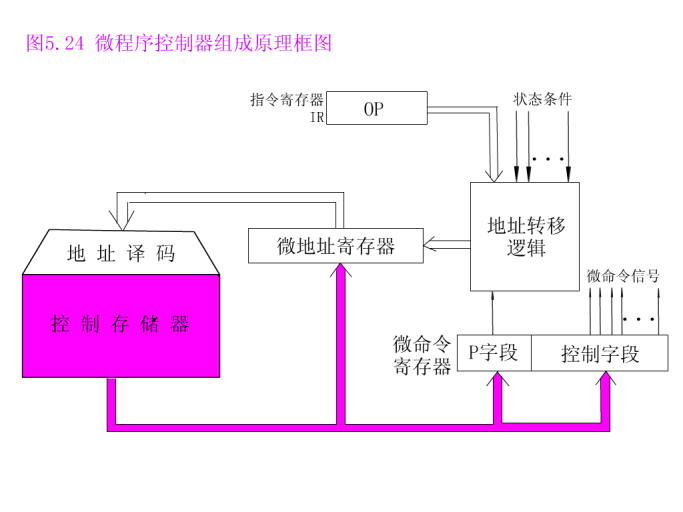 图5.24 微程序控制器组成原理框图
指令寄存器
IR
OP
状态条件
地址转移
逻辑
微地址寄存器
地 址 译 码
控 制 存 储 器
微命令信号
微命令
寄存器
P字段
控制字段